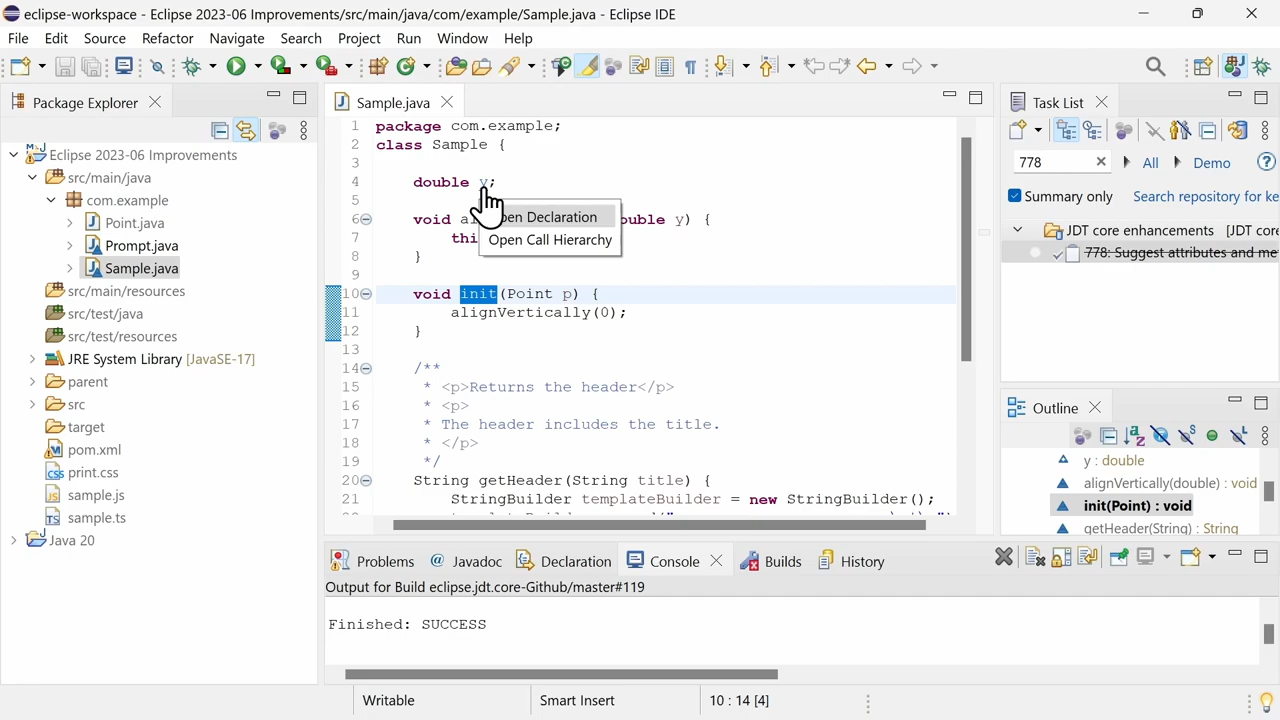 eclipse-workspace - Eclipse 2023-06 Improvements/src/main/java/com/example/Sample.java - Eclipse IDE
File Edit Source Refactor Navigate Search Project Run Window Help
Package Explorer
Eclipse 2023-06 Improvements
src/main/java
com.example
Point.java
Prompt.java
Sample.java
src/main/resources
src/test/java
src/test/resources
JRE System Library [JavaSE-17]
parent
src
target
pom.xml
print.css
sample.js
sample.ts
Java 20
Sample.java
1 package com.example;
2 class Sample {
3
4 double y;
5
6 void al ouble y) {
7 thi
8 }
9
10 void init(Point p) {
11 alignVertically(0);
12 }
13
14 /**
15 * <p>Returns the header</p>
16 * <p>
17 * The header includes the title.
18 * </p>
19 */
20 String getHeader(String title) {
21 StringBuilder templateBuilder = new StringBuilder();
pen Declaration
Open Call Hierarchy
Task List
778 All Demo
Summary only Search repository for ke
JDT core enhancements [JDT core
778: Suggest attributes and me
Outline
y : double
alignVertically(double) : void
init(Point) : void
getHeader(String) : String
Problems @ Javadoc Declaration Console Builds History
Output for Build eclipse.jdt.core-Github/master#119
Finished: SUCCESS
Writable Smart Insert 10 : 14 [4]